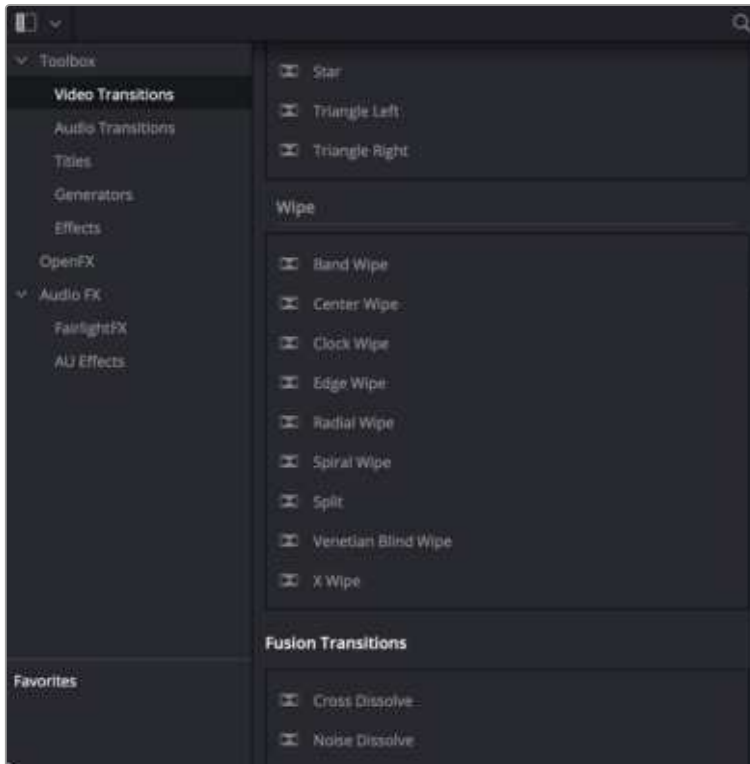 Toolbox
Video Transitions
Audio Transitions
Titles
Generators
Effects
OpenFX
Audio FX
FairlightFX
AU Effects
Favorites
Star
Triangle Left
Triangle Right
Wipe
Band Wipe
Center Wipe
Clock Wipe
Edge Wipe
Radial Wipe
Spiral Wipe
Split
Venetian Blind Wipe
X Wipe
Fusion Transitions
Cross Dissolve
Noise Dissolve